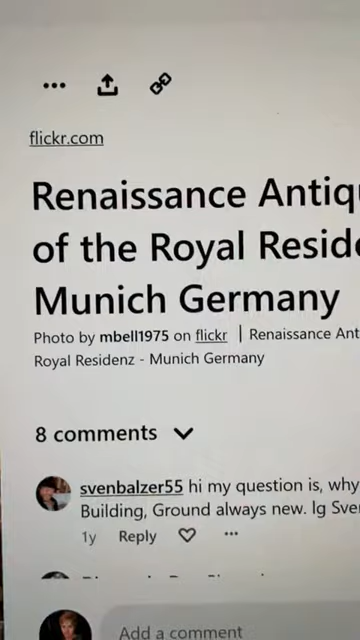 flickr.com
Renaissance Antiqu
of the Royal Reside
Munich Germany
Photo by mbell1975 on flickr | Renaissance Ant
Royal Residenz - Munich Germany
8 comments
svenbalzer55 hi my question is, why
Building, Ground always new. lg Sve
1y Reply
Add a comment